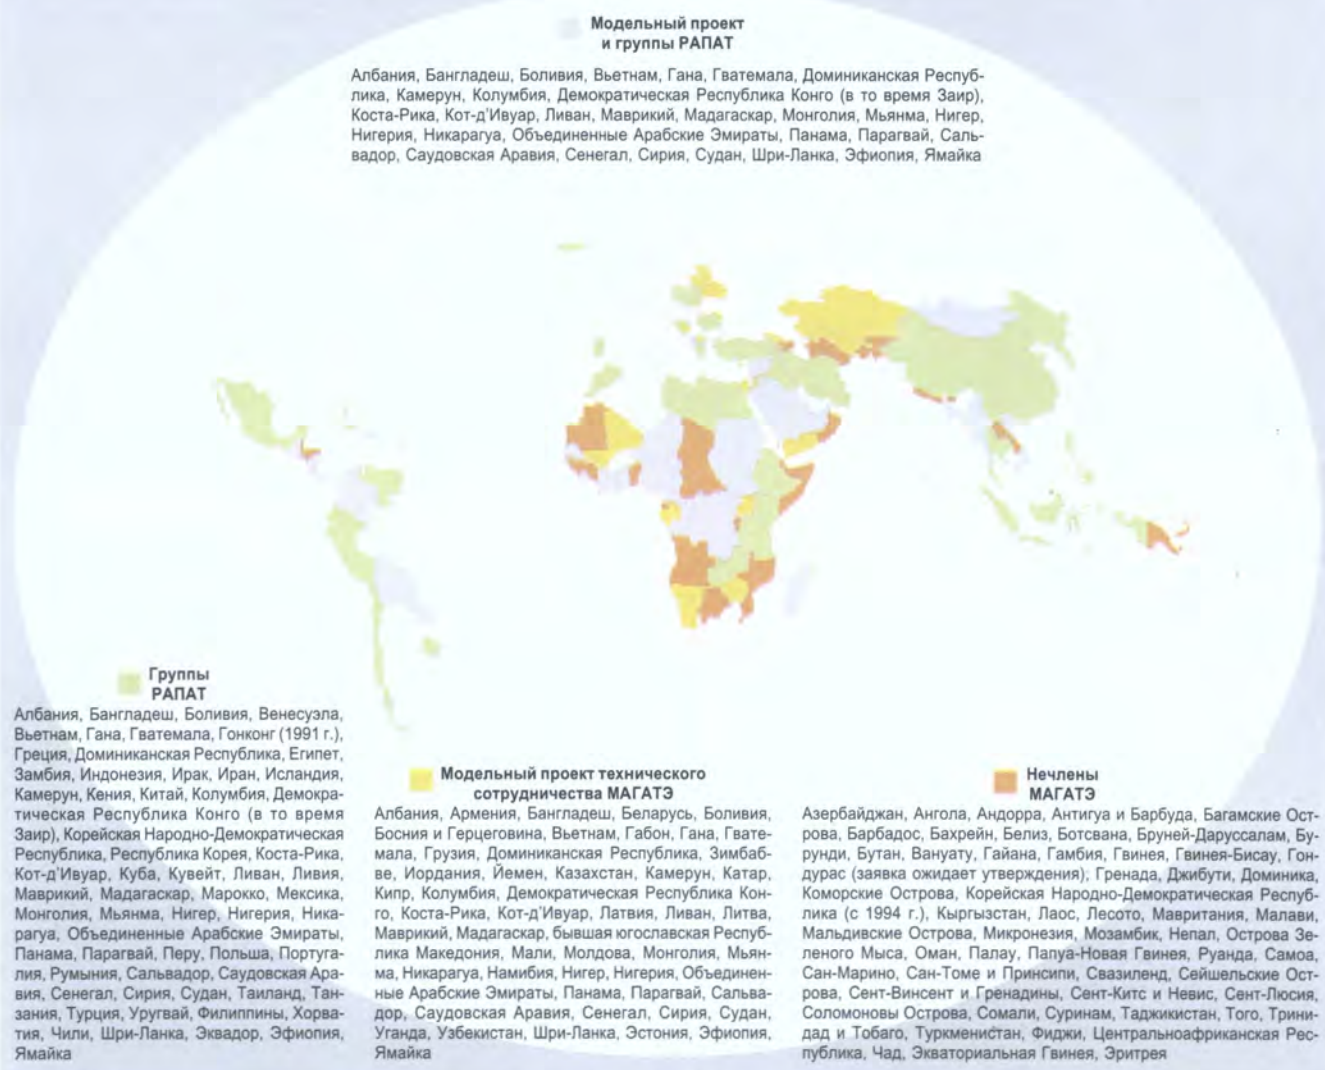 Модельный проект
и группы РАПАТ
Албания, Бангладеш, Боливия, Вьетнам, Гана, Гватемала, Доминиканская Респуб-
лика, Камерун, Колумбия, Демократическая Республика Конго (в то время Заир),
Коста-Рика, Кот-д'Ивуар, Ливан, Маврикий, Мадагаскар, Монголия, Мьянма, Нигер,
Нигерия, Никарагуа, Объединенные Арабские Эмираты, Панама, Парагвай, Саль-
вадор, Саудовская Аравия, Сенегал, Сирия, Судан, Шри-Ланка, Эфиопия, Ямайка
Группы
РАПАТ
Албания, Бангладеш, Боливия, Венесуэла,
Вьетнам, Гана, Гватемала, Гонконг (1991 г.),
Греция, Доминиканская Республика, Египет,
Замбия, Индонезия, Ирак, Иран, Исландия,
Камерун, Кения, Китай, Колумбия, Демокра-
тическая Республика Конго (в то время
Заир), Корейская Народно-Демократическая
Республика, Республика Корея, Коста-Рика,
Кот-д'Ивуар, Куба, Кувейт, Ливан, Ливия,
Маврикий, Мадагаскар, Марокко, Мексика,
Монголия, Мьянма, Нигер, Нигерия, Ника-
рагуа, Объединенные Арабские Эмираты,
Панама, Парагвай, Перу, Польша, Португа-
лия, Румыния, Сальвадор, Саудовская Ара-
вия, Сенегал, Сирия, Судан, Таиланд, Тан-
зания, Турция, Уругвай, Филиппины, Хорва-
тия, Чили, Шри-Ланка, Эквадор, Эфиопия,
Ямайка
Модельный проект технического
сотрудничества МАГАТЭ
Албания, Армения, Бангладеш, Беларусь, Боливия,
Босния и Герцеговина, Вьетнам, Габон, Гана, Гвате-
мала, Грузия, Доминиканская Республика, Зимбаб-
ве, Иордания, Йемен, Казахстан, Камерун, Катар,
Кипр, Колумбия, Демократическая Республика Кон-
го, Коста-Рика, Кот-д'Ивуар, Латвия, Ливан, Литва,
Маврикий, Мадагаскар, бывшая югославская Респуб-
лика Македония, Мали, Молдова, Монголия, Мьян-
ма, Никарагуа, Намибия, Нигер, Нигерия, Объединен-
ные Арабские Эмираты, Панама, Парагвай, Сальва-
дор, Саудовская Аравия, Сенегал, Сирия, Судан,
Уганда, Узбекистан, Шри-Ланка, Эстония, Эфиопия,
Ямайка
Нечлены
МАГАТЭ
Азербайджан, Ангола, Андорра, Антигуа и Барбуда, Багамские Ост-
рова, Барбадос, Бахрейн, Белиз, Ботсвана, Бруней-Даруссалам, Бу-
рунди, Бутан, Вануату, Гайана, Гамбия, Гвинея, Гвинея-Бисау, Гон-
дурас (заявка ожидает утверждения), Гренада, Джибути, Доминика,
Коморские Острова, Корейская Народно-Демократическая Респуб-
лика (с 1994 г.), Кыргызстан, Лаос, Лесото, Мавритания, Малави,
Мальдивские Острова, Микронезия, Мозамбик, Непал, Острова Зе-
леного Мыса, Оман, Палау, Папуа-Новая Гвинея, Руанда, Самоа,
Сан-Марино, Сан-Томе и Принсипи, Свазиленд, Сейшельские Ост-
рова, Сент-Винсент и Гренадины, Сент-Китс и Невис, Сент-Люсия,
Соломоновы Острова, Сомали, Суринам, Таджикистан, Того, Трини-
дад и Тобаго, Туркменистан, Фиджи, Центральноафриканская Рес-
публика, Чад, Экваториальная Гвинея, Эритрея